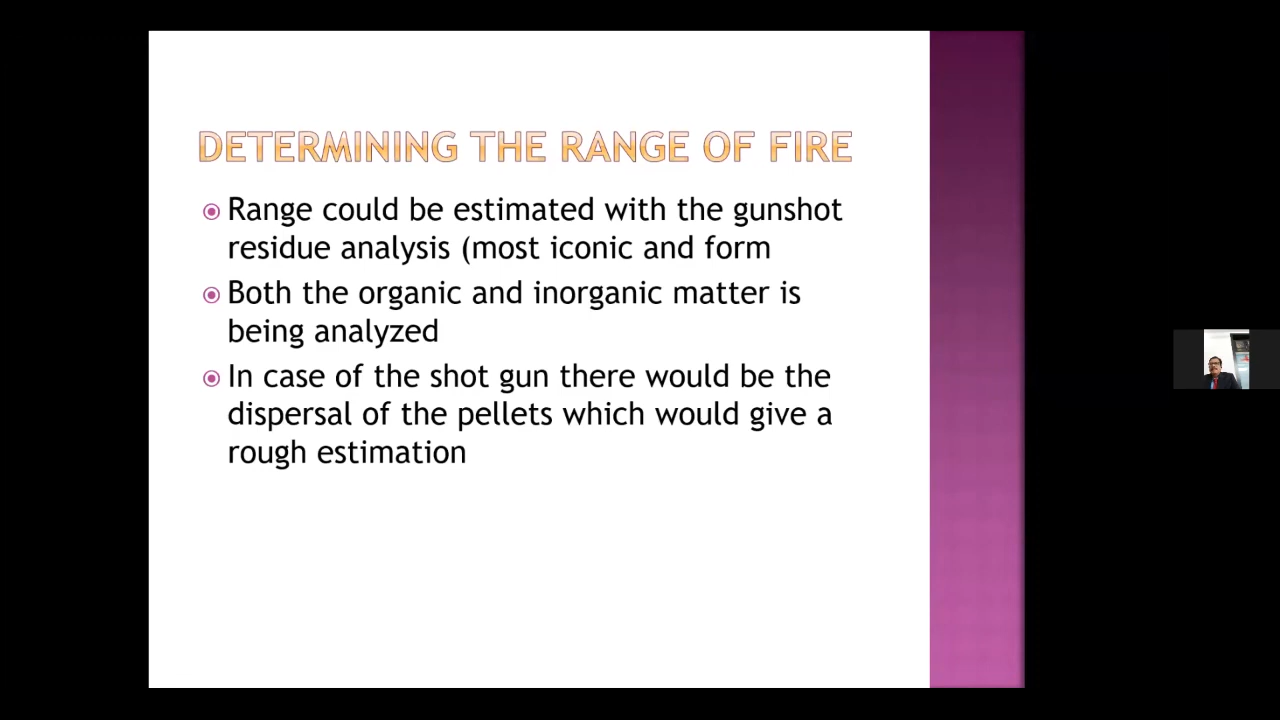 DETERMINING THE RANGE OF FIRE
Range could be estimated with the gunshot
residue analysis (most iconic and form
Both the organic and inorganic matter is
being analyzed
In case of the shot gun there would be the
dispersal of the pellets which would give a
rough estimation